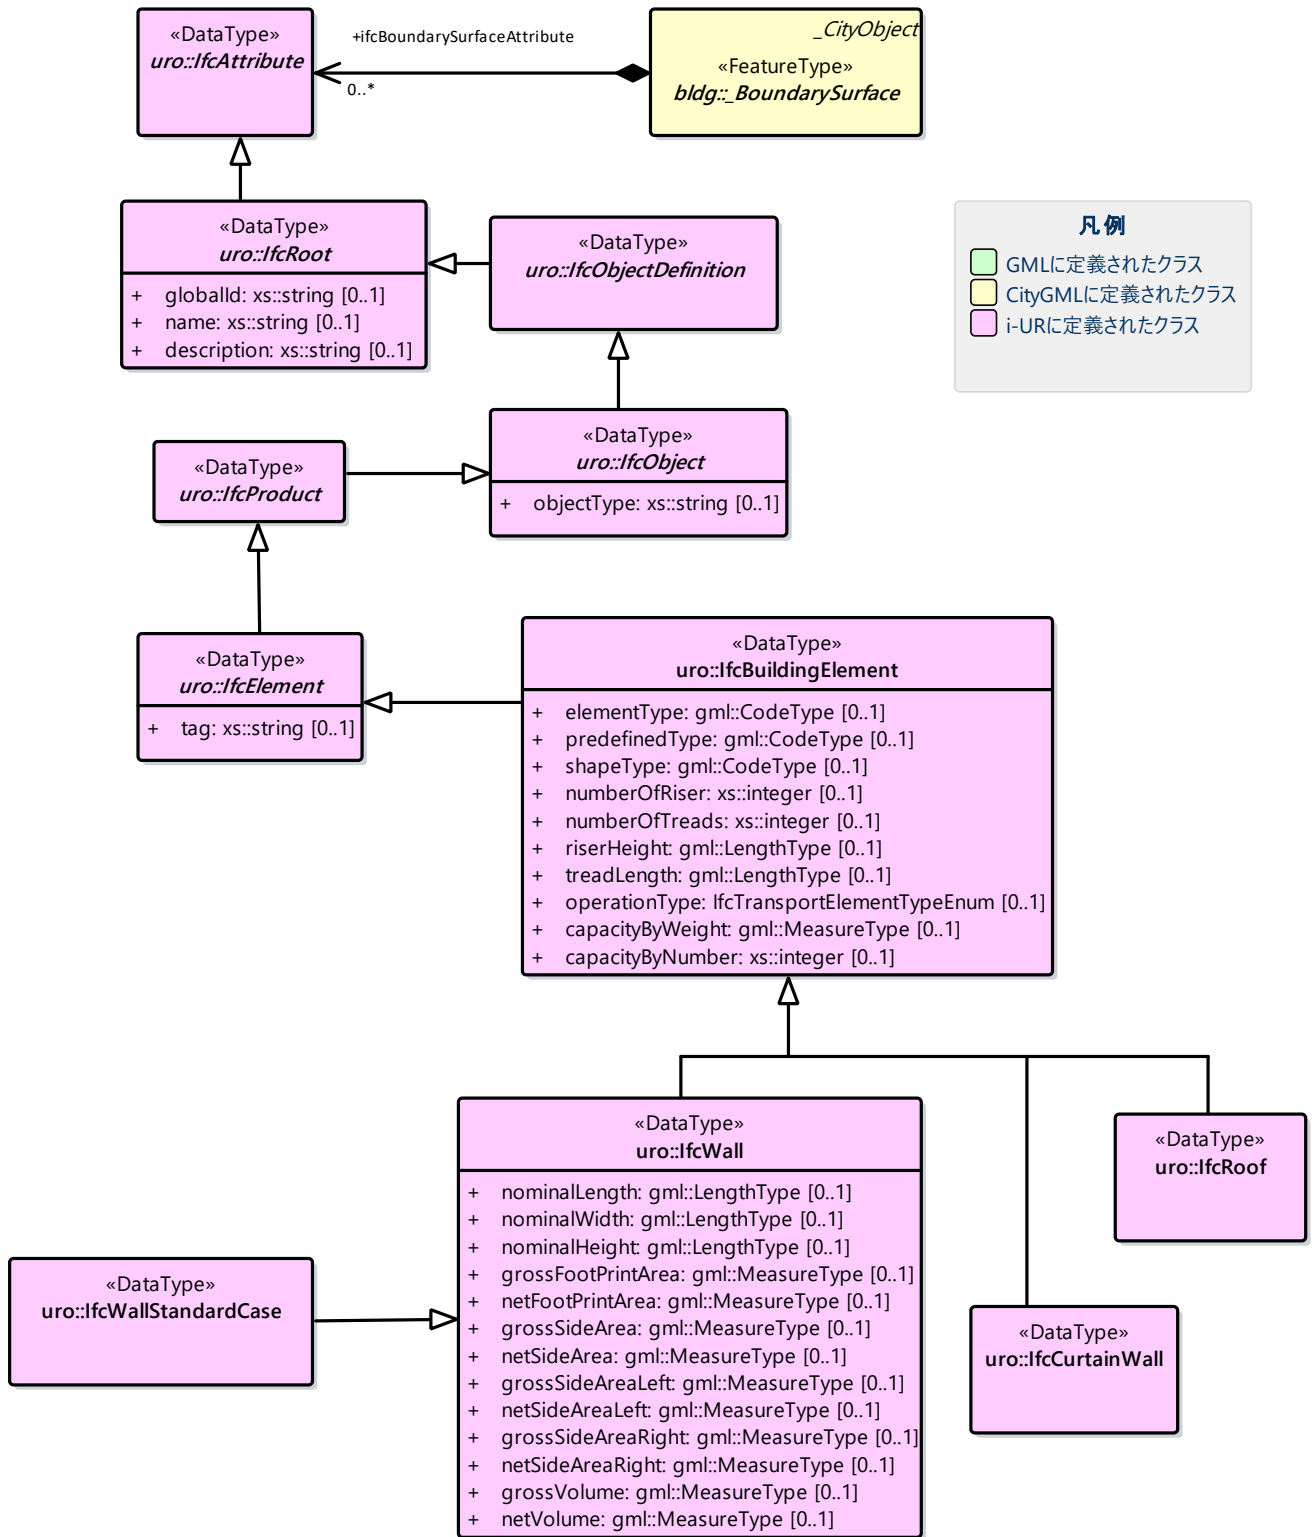 «DataType»
uro::IfcAttribute
+ifcBoundarySurfaceAttribute
0..*
_CityObject
«FeatureType»
bldg::_BoundarySurface
«DataType»
uro::IfcRoot
+ globalId: xs::string [0..1]
+ name: xs::string [0..1]
+ description: xs::string [0..1]
«DataType»
uro::IfcObjectDefinition
凡例
GMLに定義されたクラス
CityGMLに定義されたクラス
i-URに定義されたクラス
«DataType»
uro::IfcProduct
«DataType»
uro::IfcObject
+ objectType: xs::string [0..1]
«DataType»
uro::IfcElement
+ tag: xs::string [0..1]
«DataType»
uro::IfcBuildingElement
+ elementType: gml::CodeType [0..1]
+ predefinedType: gml::CodeType [0..1]
+ shapeType: gml::CodeType [0..1]
+ numberOfRiser: xs::integer [0..1]
+ numberOfTreads: xs::integer [0..1]
+ riserHeight: gml::LengthType [0..1]
+ treadLength: gml::LengthType [0..1]
+ operationType: IfcTransportElementTypeEnum [0..1]
+ capacityByWeight: gml::MeasureType [0..1]
+ capacityByNumber: xs::integer [0..1]
«DataType»
uro::IfcWall
+ nominalLength: gml::LengthType [0..1]
+ nominalWidth: gml::LengthType [0..1]
+ nominalHeight: gml::LengthType [0..1]
+ grossFootPrintArea: gml::MeasureType [0..1]
+ netFootPrintArea: gml::MeasureType [0..1]
+ grossSideArea: gml::MeasureType [0..1]
+ netSideArea: gml::MeasureType [0..1]
+ grossSideAreaLeft: gml::MeasureType [0..1]
+ netSideAreaLeft: gml::MeasureType [0..1]
+ grossSideAreaRight: gml::MeasureType [0..1]
+ netSideAreaRight: gml::MeasureType [0..1]
+ grossVolume: gml::MeasureType [0..1]
+ netVolume: gml::MeasureType [0..1]
«DataType»
uro::IfcRoof
«DataType»
uro::IfcWallStandardCase
«DataType»
uro::IfcCurtainWall